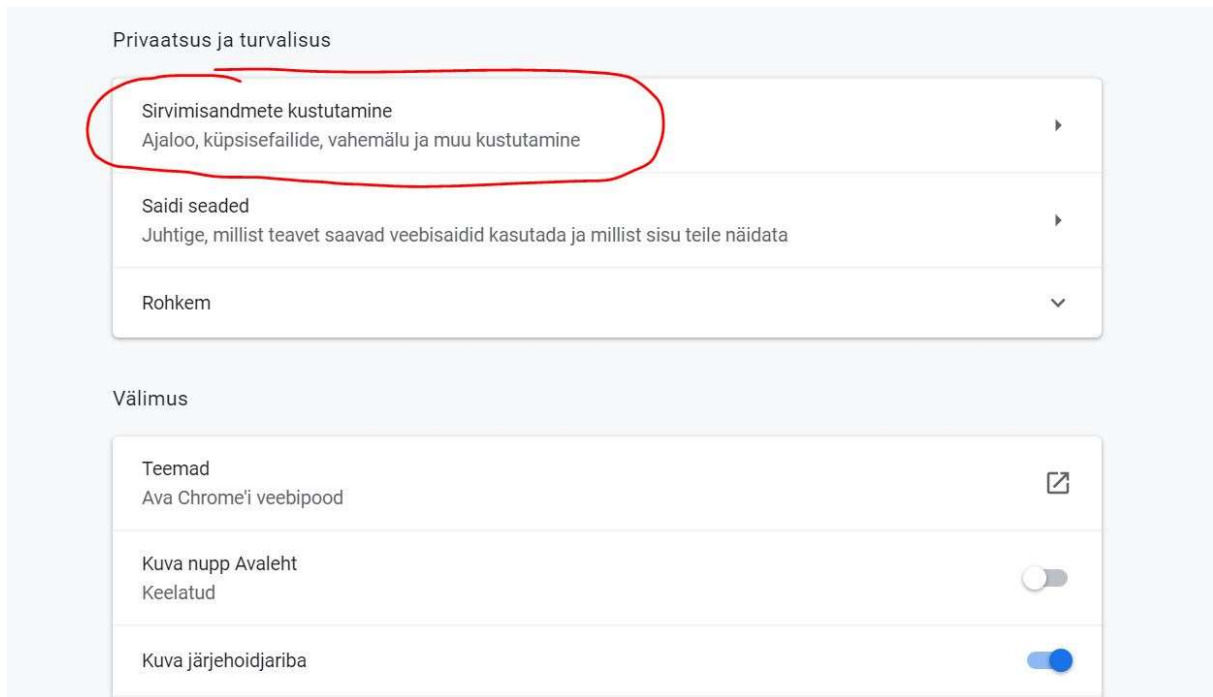 Privaatsus ja turvalisus
Sirvimisandmete kustutamine
Ajaloo, küpsisefailide, vahemälu ja muu kustutamine
Saidi seaded
Juhtige, millist teavet saavad veebisaidid kasutada ja millist sisu teile näidata
Rohkem
Välimus
Teemad
Ava Chrome'i veebipood
Kuva nupp Avaleht
Keelatud
Kuva järjehoidjariba